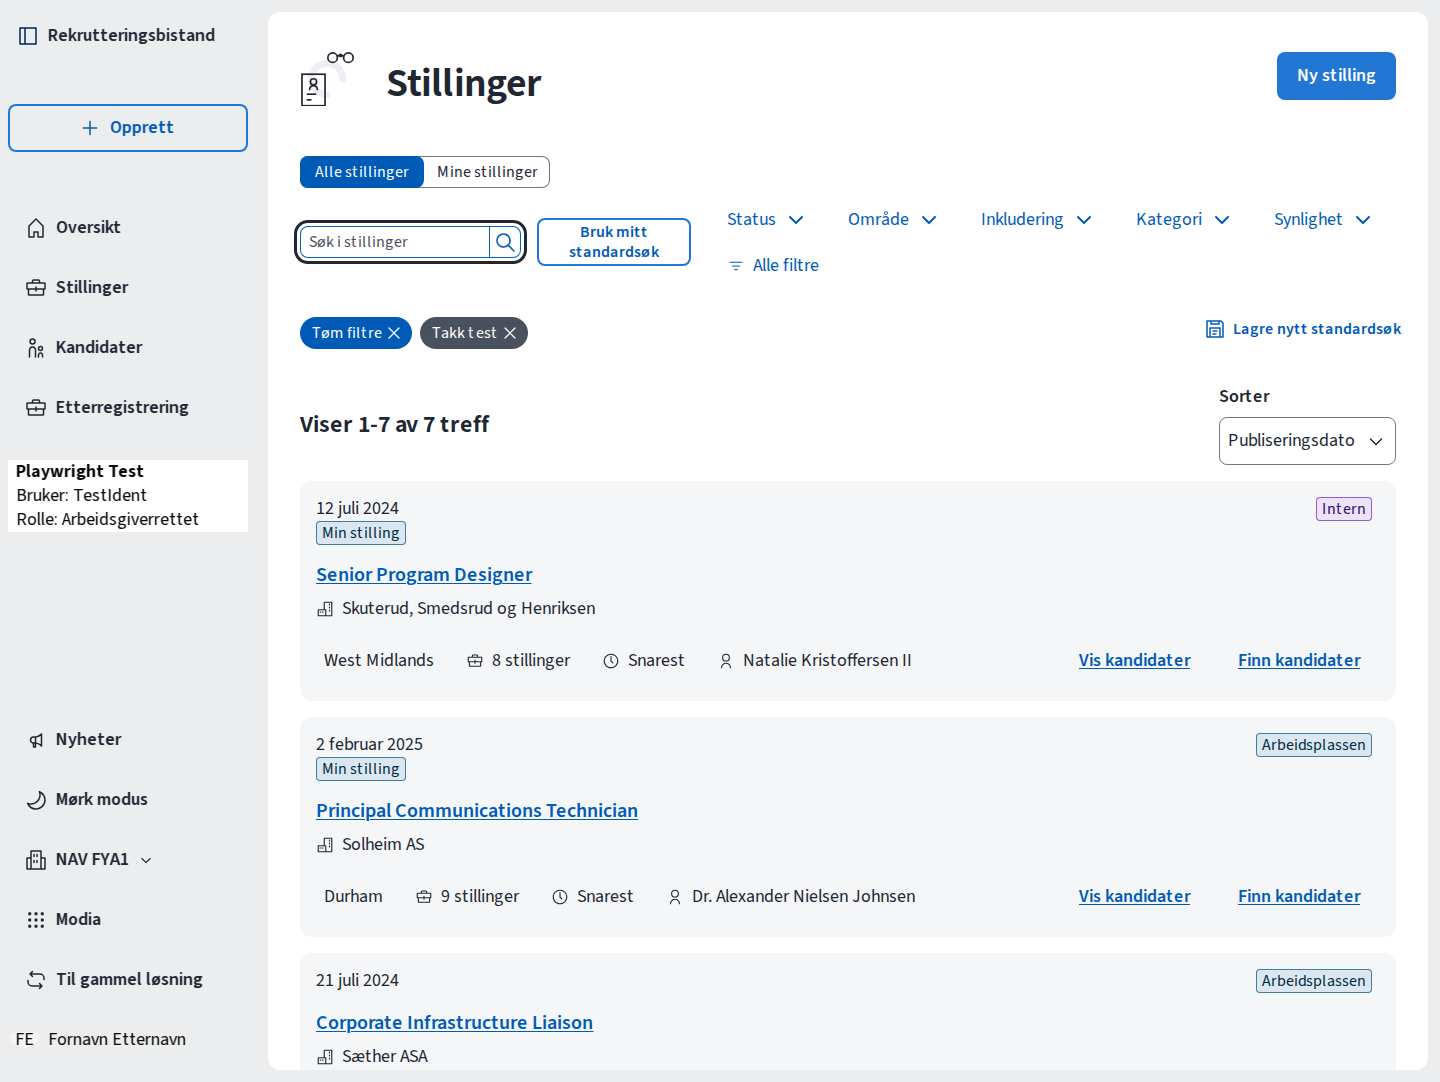 Rekrutteringsbistand
Opprett
Oversikt
Stillinger
Kandidater
Etterregistrering
Playwright Test
Bruker: TestIdent
Rolle: Arbeidsgiverrettet
Nyheter
Mørk modus
NAV FYA1
Modia
Til gammel løsning
FE Fornavn Etternavn
Stillinger
Ny stilling
Alle stillinger Mine stillinger
Søk i stillinger
Bruk mitt
standardsøk
Status Område Inkludering Kategori Synlighet
Alle filtre
Tøm filtre Takk test
Lagre nytt standardsøk
Viser 1-7 av 7 treff
Sorter
Publiseringsdato
12 juli 2024
Intern
Min stilling
Senior Program Designer
Skuterud, Smedsrud og Henriksen
West Midlands 8 stillinger Snarest Natalie Kristoffersen II Vis kandidater Finn kandidater
2 februar 2025
Arbeidsplassen
Min stilling
Principal Communications Technician
Solheim AS
Durham 9 stillinger Snarest Dr. Alexander Nielsen Johnsen Vis kandidater Finn kandidater
21 juli 2024
Arbeidsplassen
Corporate Infrastructure Liaison
Sæther ASA